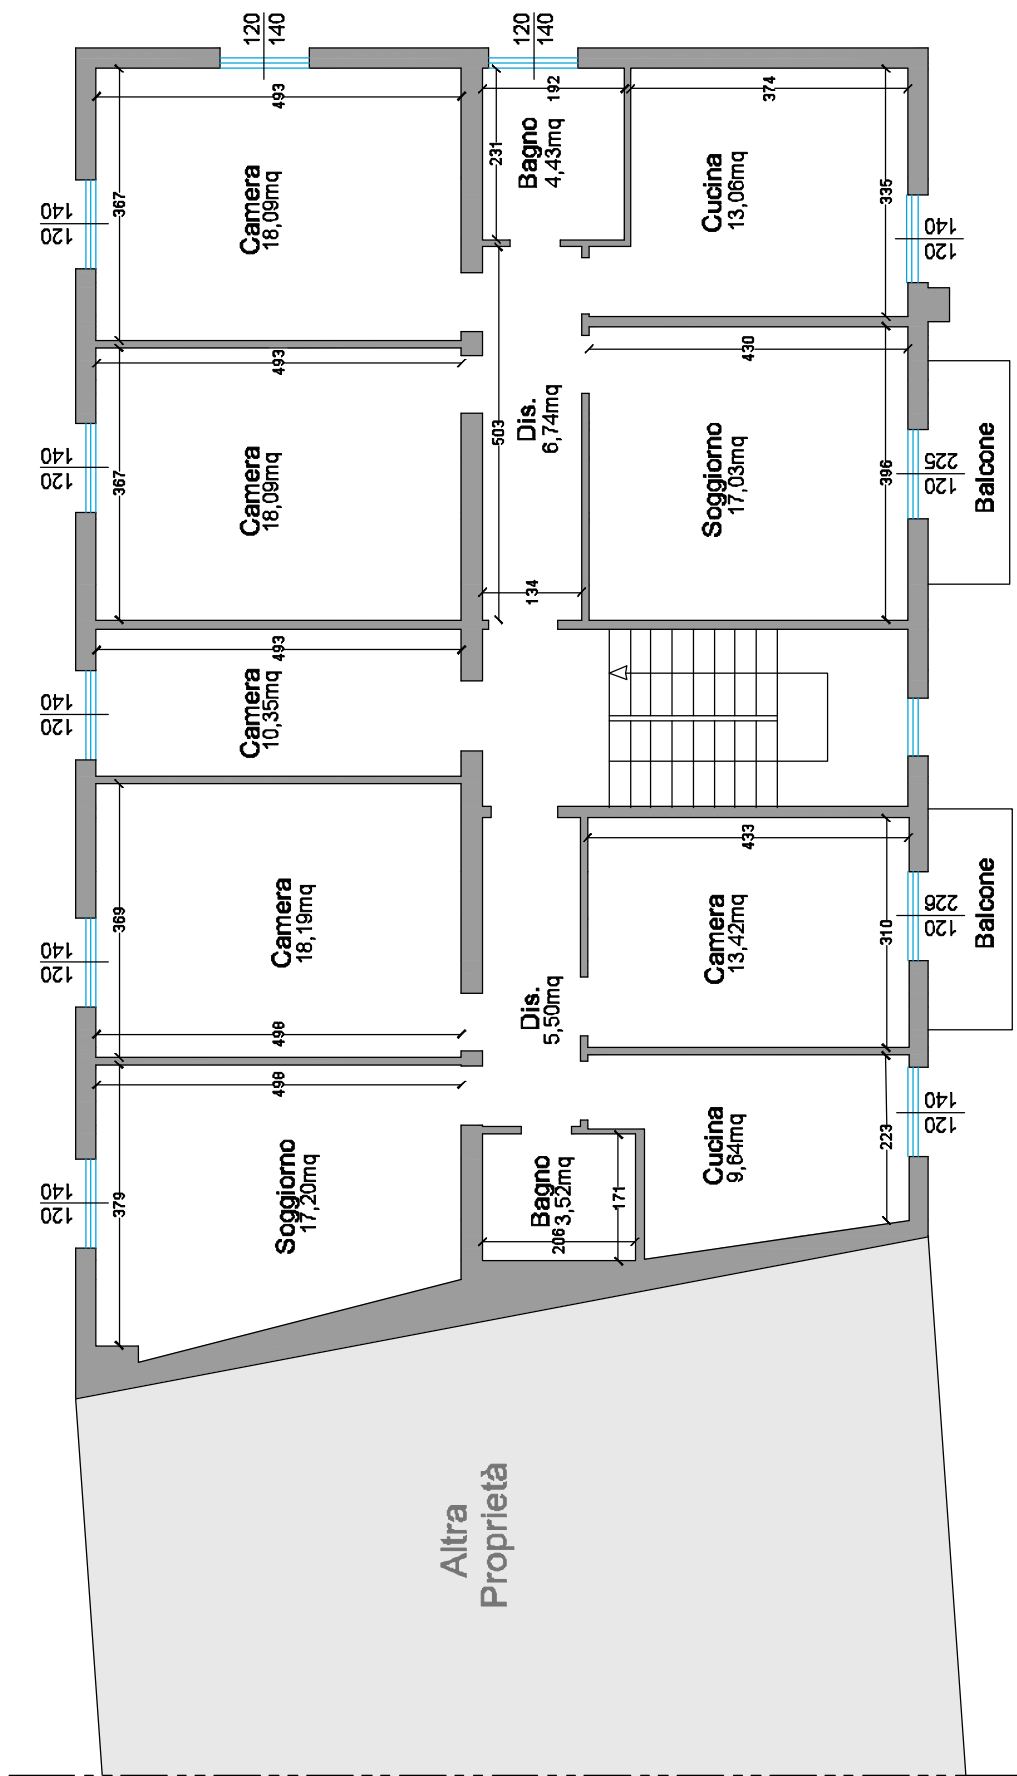 120
140
120
140
493
192
374
367
140
120
Camera
18,09mq
231
Bagno
4,43mq
Cucina
13,06mq
335
140
120
493
430
367
140
120
Camera
18,09mq
503
Dis.
6,74mq
Soggiorno
17,03mq
396
225
120
Balcone
134
493
140
120
Camera
10,35mq
433
369
140
120
Camera
18,19mq
Camera
13,42mq
310
226
120
Balcone
498
Dis.
5,50mq
498
379
140
120
Soggiorno
17,20mq
Bagno
3,52mq
206
171
Cucina
9,64mq
223
140
120
Altra
Proprietà